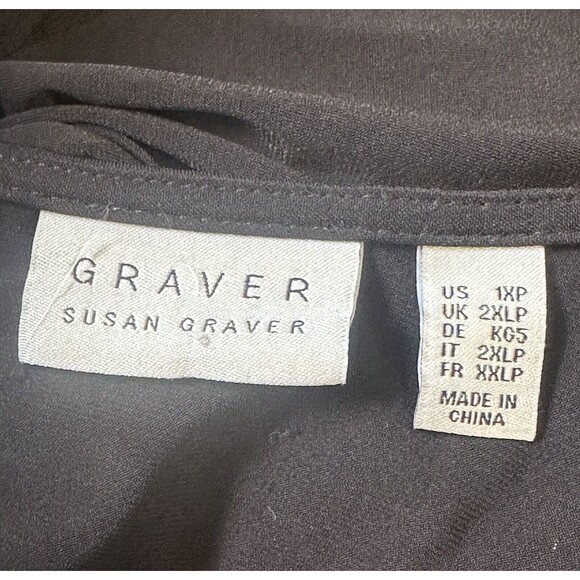 GRAVER
SUSAN GRAVER
US 1XP
UK 2XLP
DE KG5
IT 2XLP
FR XXLP
MADE IN
CHINA